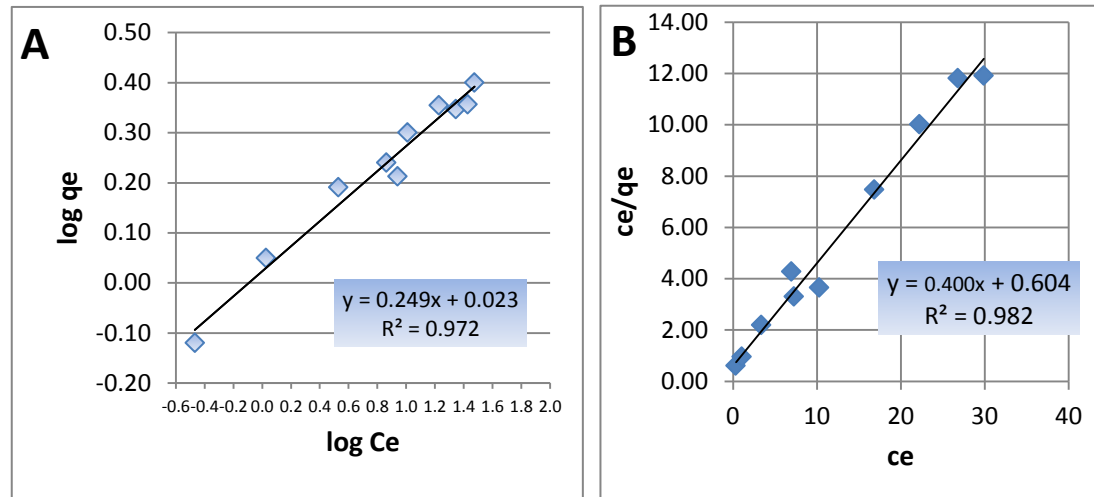 A
0.50
0.40
0.30
0.20
0.10
0.00
-0.10
-0.20
log qe
y = 0.249x + 0.023
R² = 0.972
-0.6 -0.4 -0.2 0.0 0.2 0.4 0.6 0.8 1.0 1.2 1.4 1.6 1.8 2.0
log Ce
B
14.00
12.00
10.00
8.00
6.00
4.00
2.00
0.00
ce/qe
y = 0.400x + 0.604
R² = 0.982
0 10 20 30 40
ce